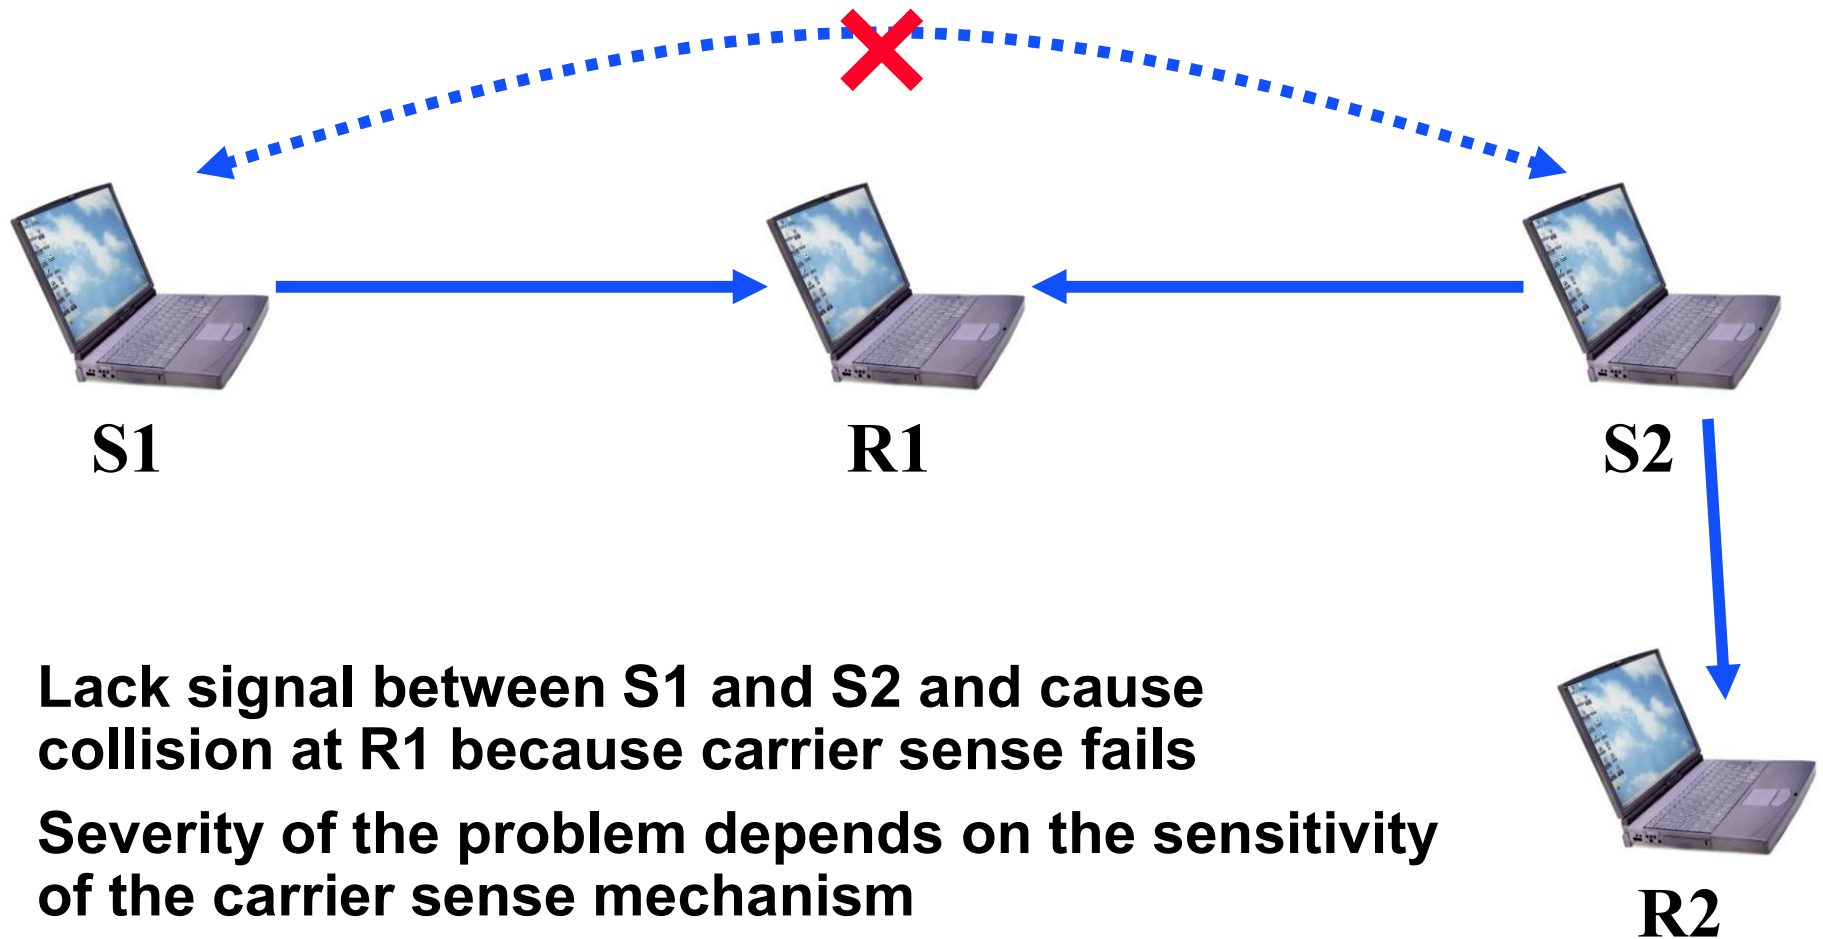 S1
R1
S2
Lack signal between S1 and S2 and cause
collision at R1 because carrier sense fails
Severity of the problem depends on the sensitivity
of the carrier sense mechanism
R2